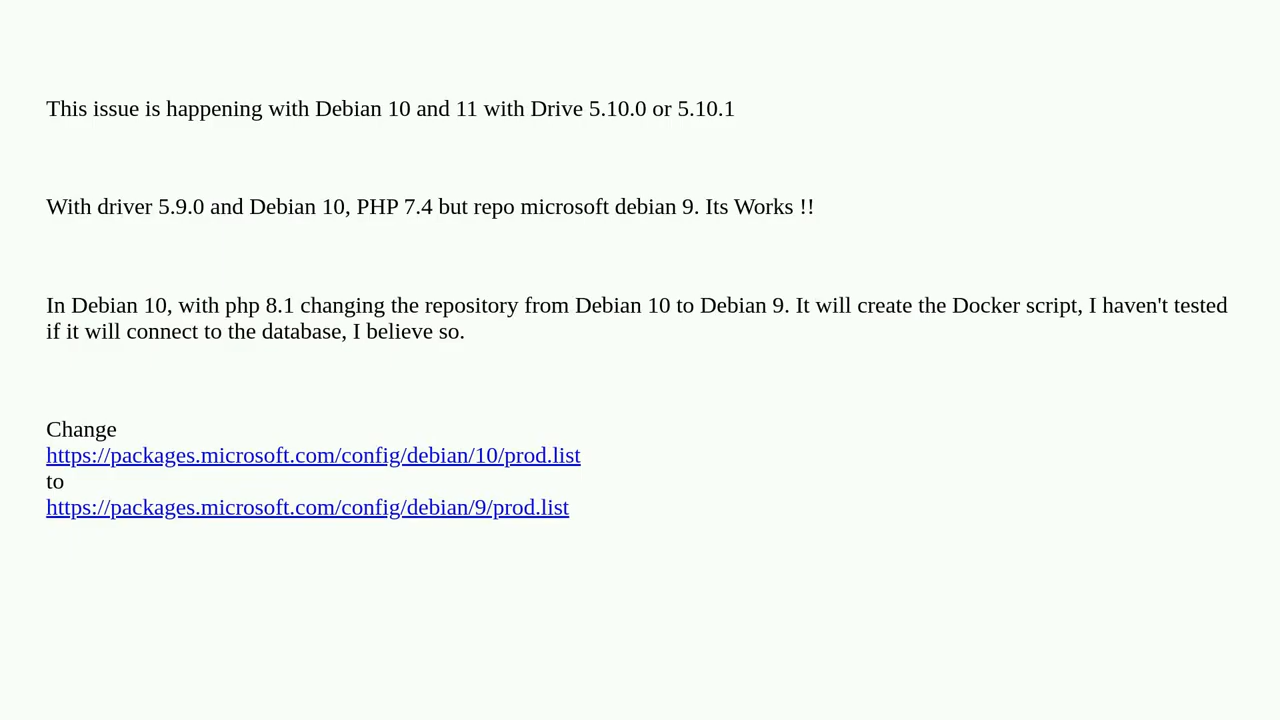 This issue is happening with Debian 10 and 11 with Drive 5.10.0 or 5.10.1
With driver 5.9.0 and Debian 10, PHP 7.4 but repo microsoft debian 9. Its Works !!
In Debian 10, with php 8.1 changing the repository from Debian 10 to Debian 9. It will create the Docker script, I haven't tested
if it will connect to the database, I believe so.
Change
https://packages.microsoft.com/config/debian/10/prod.list
to
https://packages.microsoft.com/config/debian/9/prod.list